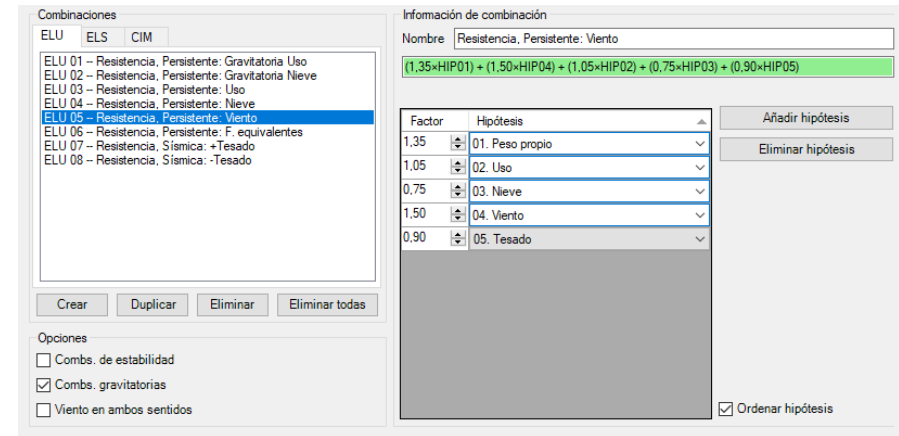 Combinaciones
ELU ELS CIM
ELU 01 -- Resistencia, Persistente: Gravitatoria Uso
ELU 02 -- Resistencia, Persistente: Gravitatoria Nieve
ELU 03 -- Resistencia, Persistente: Uso
ELU 04 -- Resistencia, Persistente: Nieve
ELU 05 -- Resistencia, Persistente: Viento
ELU 06 -- Resistencia, Persistente: F. equivalentes
ELU 07 -- Resistencia, Sísmica: +Tesado
ELU 08 -- Resistencia, Sísmica: -Tesado
Crear Duplicar Eliminar Eliminar todas
Opciones
Combs. de estabilidad
Combs. gravitatorias
Viento en ambos sentidos
Información de combinación
Nombre Resistencia, Persistente: Viento
(1,35×HIP01) + (1,50×HIP04) + (1,05×HIP02) + (0,75×HIP03) + (0,90×HIP05)
Factor Hipótesis
1,35 01. Peso propio
1,05 02. Uso
0,75 03. Nieve
1,50 04. Viento
0,90 05. Tesado
Añadir hipótesis
Eliminar hipótesis
Ordenar hipótesis